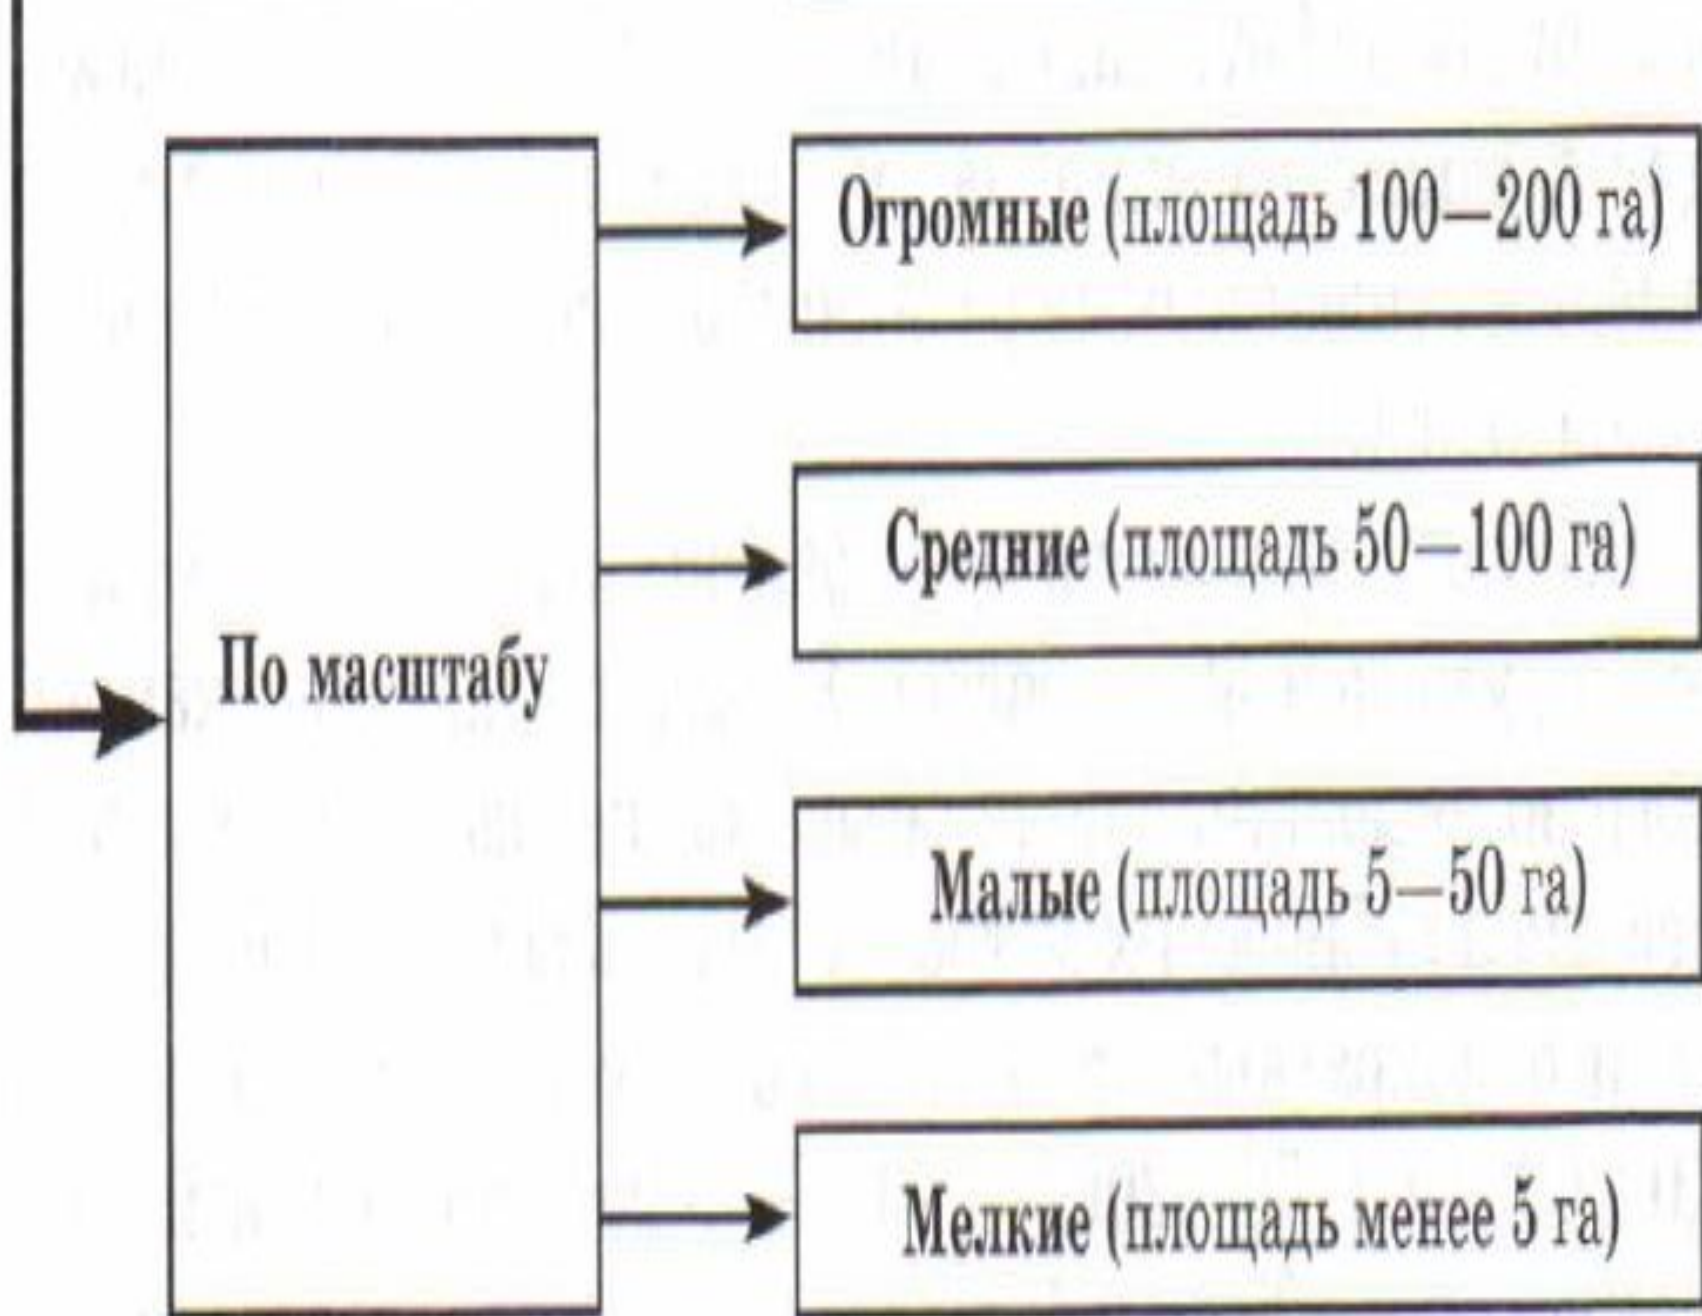 По масштабу
Огромные (площадь 100—200 га)
Средние (площадь 50—100 га)
Малые (площадь 5—50 га)
Мелкие (площадь менее 5 га)